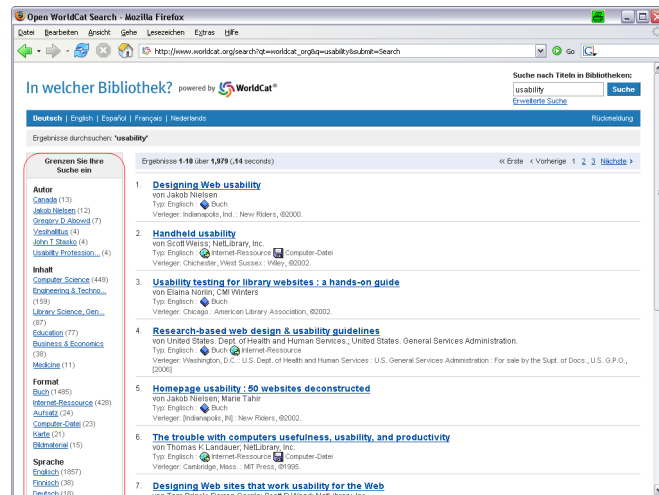 Open WorldCat Search - Mozilla Firefox
Datei Bearbeiten Ansicht Gehe Lesezeichen Extras Hilfe
http://www.worldcat.org/search?qt=worldcat_org&q=usability&submit=Search
Go
In welcher Bibliothek? powered by WorldCat®
Suche nach Titeln in Bibliotheken:
usability Suche
Erweiterte Suche
Deutsch | English | Español | Français | Nederlands Rückmeldung
Ergebnisse durchsuchen: 'usability'
Grenzen Sie Ihre
Suche ein
Autor
Canada (13)
Jakob Nielsen (12)
Gregory D Abowd (7)
Vesihallitus (4)
John T Stasko (4)
Usability Profession... (4)
Inhalt
Computer Science (449)
Engineering & Techno...
(159)
Library Science, Gen...
(87)
Education (77)
Business & Economics
(38)
Medicine (11)
Format
Buch (1485)
Internet-Ressource (428)
Aufsatz (24)
Computer-Datei (23)
Karte (21)
Bildmaterial (15)
Sprache
Englisch (1857)
Finnisch (38)
Deutsch (18)
Ergebnisse 1-10 über 1,979 (.14 seconds) << Erste < Vorherige 1 2 3 Nächste >
1. Designing Web usability
von Jakob Nielsen
Typ: Englisch : Buch
Verleger: Indianapolis, Ind. : New Riders, ©2000.
2. Handheld usability
von Scott Weiss; NetLibrary, Inc.
Typ: Englisch : Internet-Ressource Computer-Datei
Verleger: Chichester, West Sussex : Wiley, ©2002.
3. Usability testing for library websites : a hands-on guide
von Elaina Norlin; CM! Winters
Typ: Englisch : Buch
Verleger: Chicago : American Library Association, ©2002.
4. Research-based web design & usability guidelines
von United States. Dept. of Health and Human Services.; United States. General Services Administration.
Typ: Englisch : Buch Internet-Ressource
Verleger: Washington, D.C. : U.S. Dept. of Health and Human Services : U.S. General Services Administration : For sale by the Supt. of Docs., U.S. G.P.O.,
[2006]
5. Homepage usability : 50 websites deconstructed
von Jakob Nielsen; Marie Tahir
Typ: Englisch : Buch
Verleger: [Indianapolis, IN] : New Riders, ©2002.
6. The trouble with computers usefulness, usability, and productivity
von Thomas K Landauer; NetLibrary, Inc.
Typ: Englisch : Internet-Ressource Computer-Datei
Verleger: Cambridge, Mass. : MIT Press, ©1995.
7. Designing Web sites that work usability for the Web